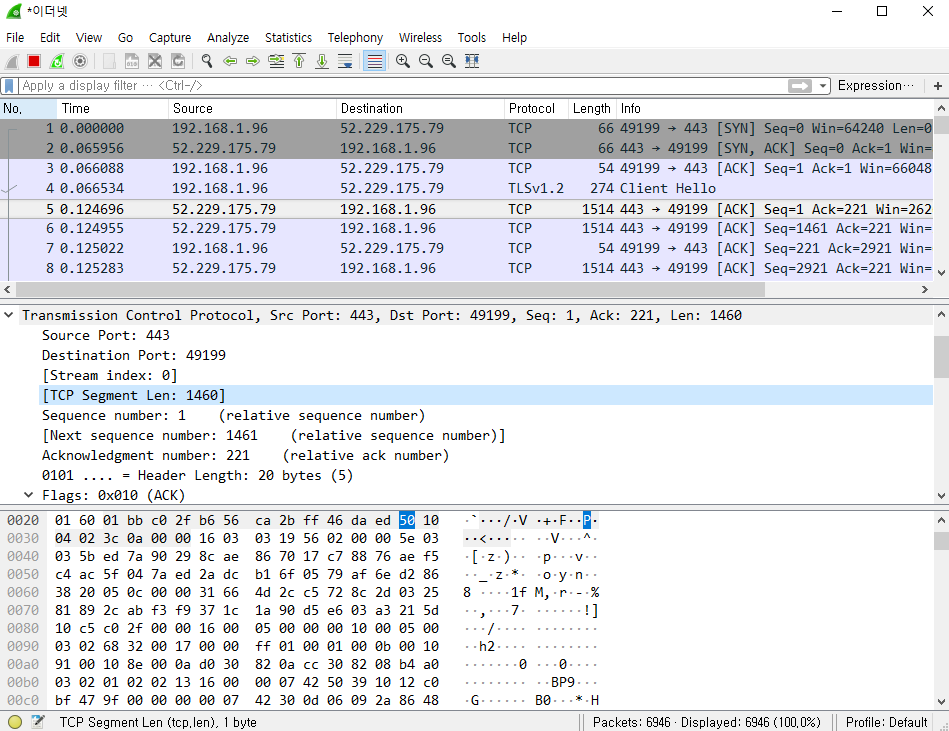 *이더넷
File Edit View Go Capture Analyze Statistics Telephony Wireless Tools Help
Apply a display filter ··· <Ctrl-/> Expression··· +
No. Time Source Destination Protocol Length Info
1 0.000000 192.168.1.96 52.229.175.79 TCP 66 49199 → 443 [SYN] Seq=0 Win=64240 Len=0
2 0.065956 52.229.175.79 192.168.1.96 TCP 66 443 → 49199 [SYN, ACK] Seq=0 Ack=1 Win=
3 0.066088 192.168.1.96 52.229.175.79 TCP 54 49199 → 443 [ACK] Seq=1 Ack=1 Win=66048
4 0.066534 192.168.1.96 52.229.175.79 TLSv1.2 274 Client Hello
5 0.124696 52.229.175.79 192.168.1.96 TCP 1514 443 → 49199 [ACK] Seq=1 Ack=221 Win=262
6 0.124955 52.229.175.79 192.168.1.96 TCP 1514 443 → 49199 [ACK] Seq=1461 Ack=221 Win=
7 0.125022 192.168.1.96 52.229.175.79 TCP 54 49199 → 443 [ACK] Seq=221 Ack=2921 Win=
8 0.125283 52.229.175.79 192.168.1.96 TCP 1514 443 → 49199 [ACK] Seq=2921 Ack=221 Win=
Transmission Control Protocol, Src Port: 443, Dst Port: 49199, Seq: 1, Ack: 221, Len: 1460
Source Port: 443
Destination Port: 49199
[Stream index: 0]
[TCP Segment Len: 1460]
Sequence number: 1 (relative sequence number)
[Next sequence number: 1461 (relative sequence number)]
Acknowledgment number: 221 (relative ack number)
0101 .... = Header Length: 20 bytes (5)
Flags: 0x010 (ACK)
0020 01 60 01 bb c0 2f b6 56 ca 2b ff 46 da ed 50 10 ·`···/·V ·+·F··P·
0030 04 02 3c 0a 00 00 16 03 03 19 56 02 00 00 5e 03 ··<····· ··V···^·
0040 03 5b ed 7a 90 29 8c ae 86 70 17 c7 88 76 ae f5 ·[·z·)·· ·p···v··
0050 c4 ac 5f 04 7a ed 2a dc b1 6f 05 79 af 6e d2 86 ··_·z·*· ·o·y·n··
0060 38 20 05 0c 00 00 31 66 4d 2c c5 72 8c 2d 03 25 8 ····1f M,·r·-·%
0070 81 89 2c ab f3 f9 37 1c 1a 90 d5 e6 03 a3 21 5d ··,···7· ······!]
0080 10 c5 c0 2f 00 00 16 00 05 00 00 00 10 00 05 00 ···/···· ········
0090 03 02 68 32 00 17 00 00 ff 01 00 01 00 0b 00 10 ··h2···· ········
00a0 91 00 10 8e 00 0a d0 30 82 0a cc 30 82 08 b4 a0 ·······0 ···0····
00b0 03 02 01 02 02 13 16 00 00 07 42 50 39 10 12 c0 ········ ··BP9···
00c0 bf 47 9f 00 00 00 00 07 42 30 0d 06 09 2a 86 48 ·G······ B0···*·H
TCP Segment Len (tcp.len), 1 byte Packets: 6946 · Displayed: 6946 (100.0%) Profile: Default